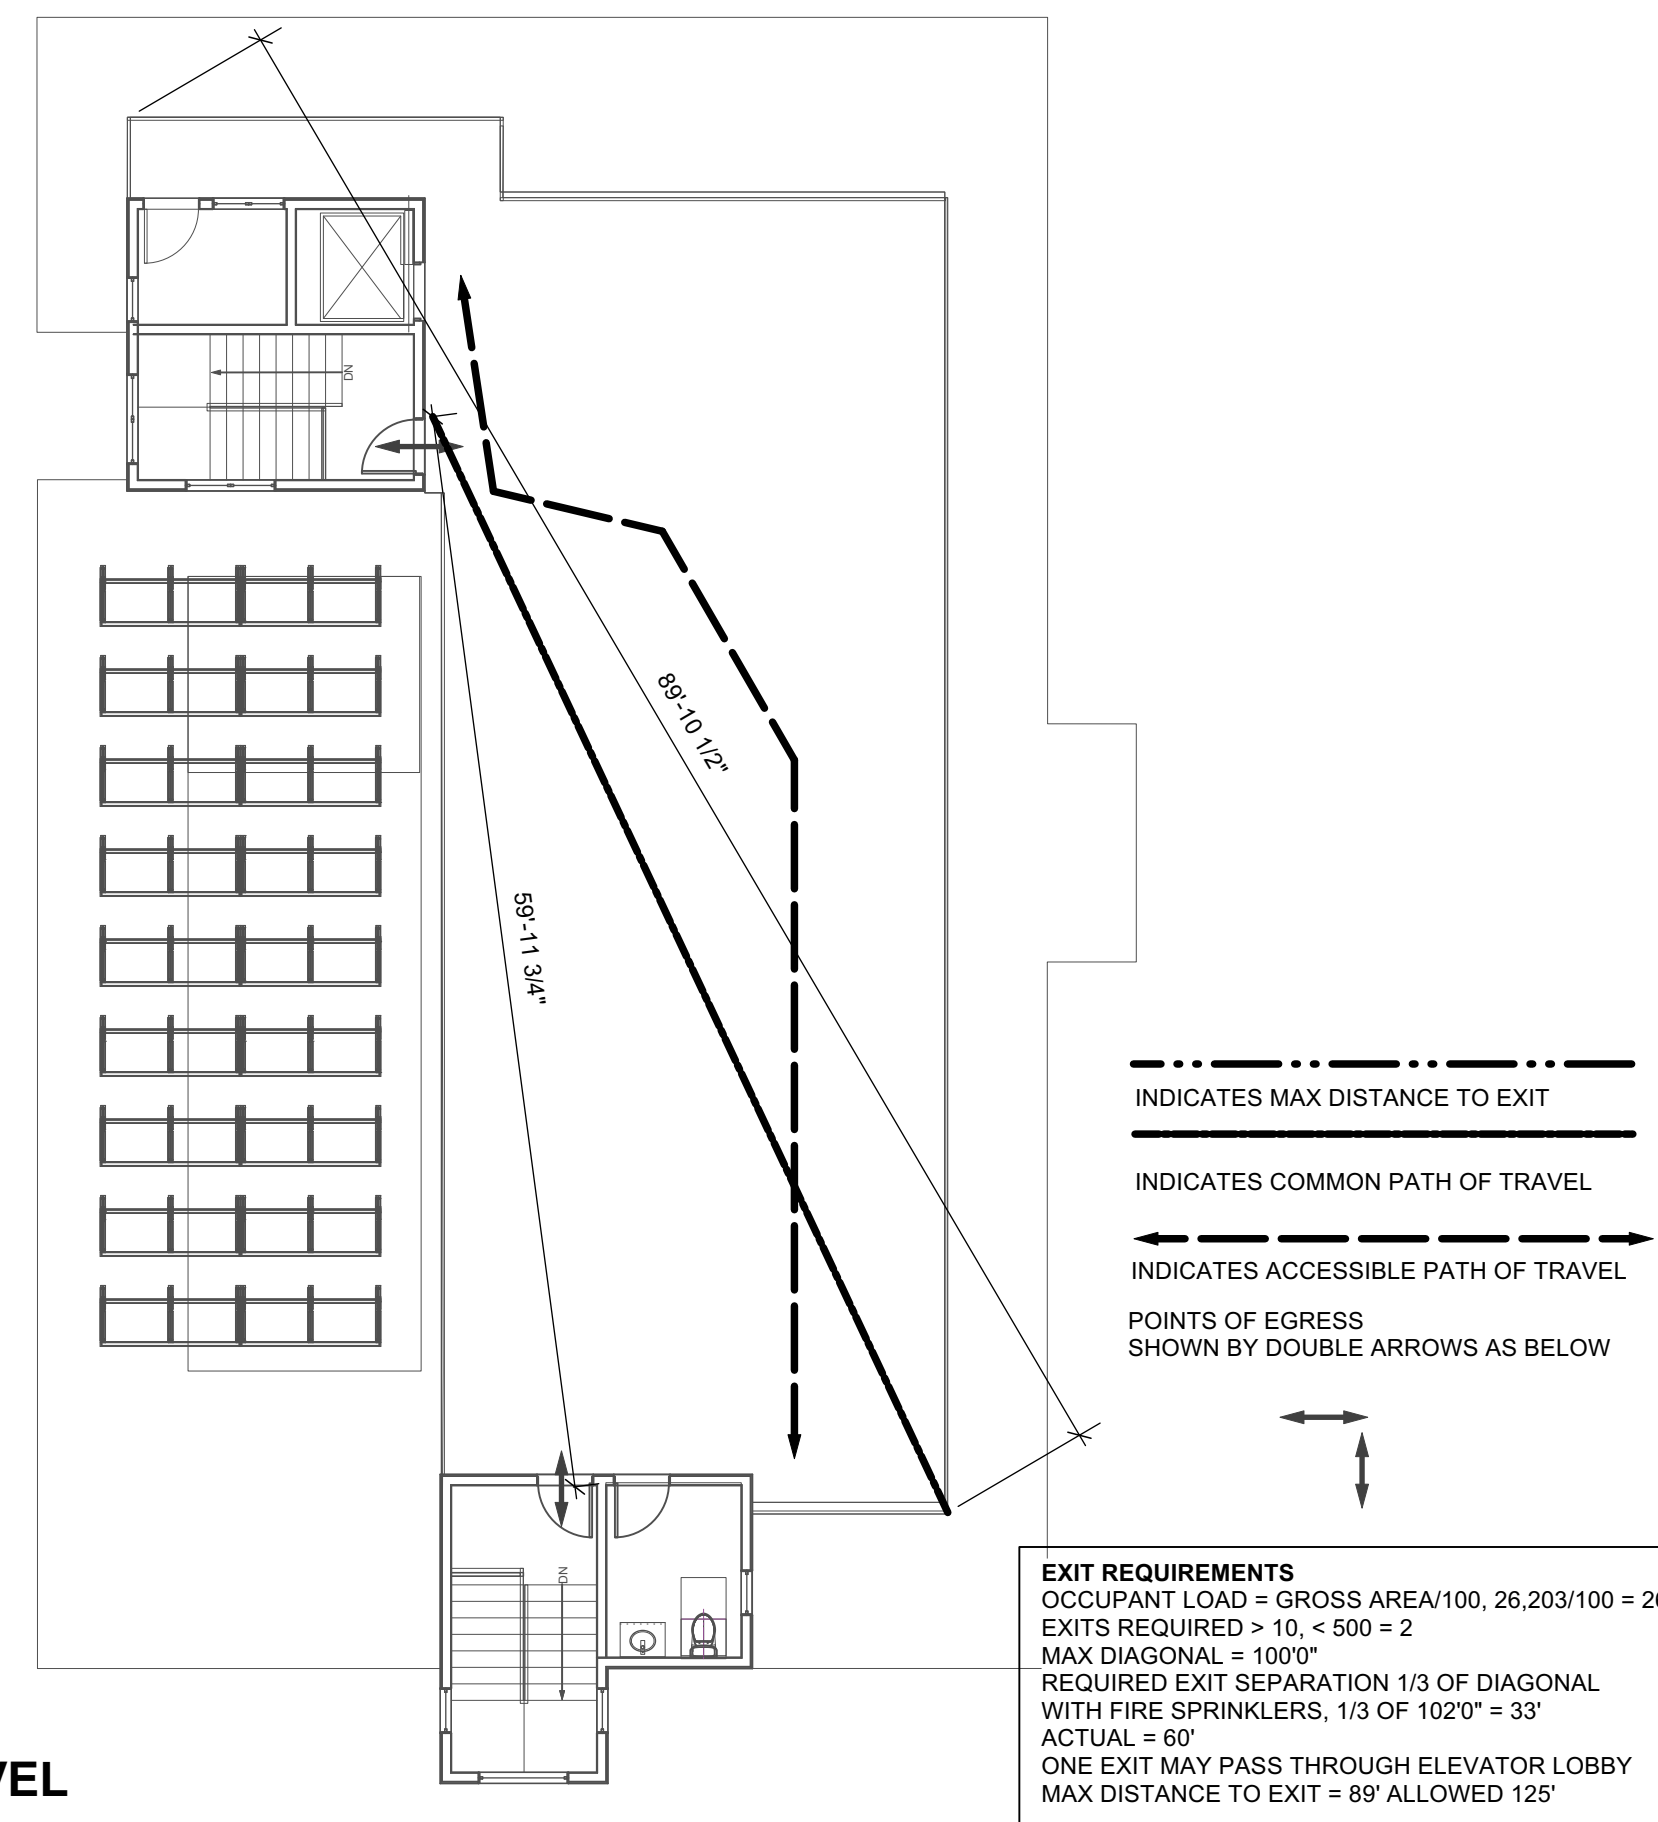 DN
89'-10 1/2"
59'-11 3/4"
INDICATES MAX DISTANCE TO EXIT
INDICATES COMMON PATH OF TRAVEL
INDICATES ACCESSIBLE PATH OF TRAVEL
POINTS OF EGRESS
SHOWN BY DOUBLE ARROWS AS BELOW
DN
EXIT REQUIREMENTS
OCCUPANT LOAD = GROSS AREA/100, 26,203/100 =
EXITS REQUIRED > 10, < 500 = 2
MAX DIAGONAL = 100'0"
REQUIRED EXIT SEPARATION 1/3 OF DIAGONAL
WITH FIRE SPRINKLERS, 1/3 OF 102'0" = 33'
ACTUAL = 60'
ONE EXIT MAY PASS THROUGH ELEVATOR LOBBY
MAX DISTANCE TO EXIT = 89' ALLOWED 125'